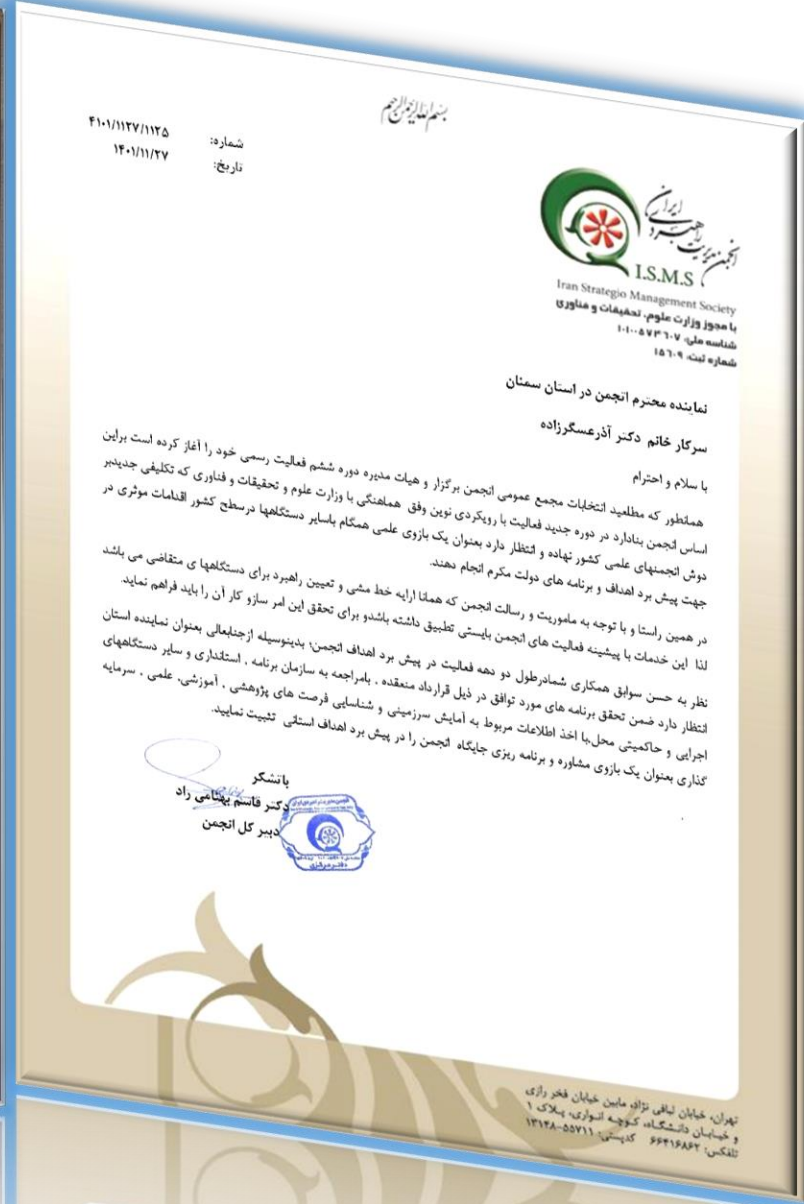 بسم الله الرحمن الرحیم
شماره: ۴۱۰۱/۱۱۲۷/۱۱۲۵
تاریخ: ۱۴۰۱/۱۱/۲۷
انجمن مدیریت راهبردی ایران
I.S.M.S
Iran Strategio Management Society
با مجوز وزارت علوم، تحقیقات و فناوری
شناسه ملی: ۱۰۱۰۰۵۷۳۶۰۷
شماره ثبت: ۱۵۶۰۹
نماینده محترم انجمن در استان سمنان
سرکار خانم دکتر آذرعسگرزاده
با سلام و احترام
همانطور که مطلعید انتخابات مجمع عمومی انجمن برگزار و هیات مدیره دوره ششم فعالیت رسمی خود را آغاز کرده است براین
اساس انجمن بنادارد در دوره جدید فعالیت با رویکردی نوین وفق هماهنگی با وزارت علوم و تحقیقات و فناوری که تکلیفی جدیدبر
دوش انجمنهای علمی کشور نهاده و انتظار دارد بعنوان یک بازوی علمی همگام باسایر دستگاهها درسطح کشور اقدامات موثری در
جهت پیش برد اهداف و برنامه های دولت مکرم انجام دهند.
در همین راستا و با توجه به ماموریت و رسالت انجمن که همانا ارایه خط مشی و تعیین راهبرد برای دستگاهها ی متقاضی می باشد
لذا این خدمات با پیشینه فعالیت های انجمن بایستی تطبیق داشته باشدو برای تحقق این امر سازو کار آن را باید فراهم نماید.
نظر به حسن سوابق همکاری شمادرطول دو دهه فعالیت در پیش برد اهداف انجمن؛ بدینوسیله ازجنابعالی بعنوان نماینده استان
انتظار دارد ضمن تحقق برنامه های مورد توافق در ذیل قرارداد منعقده ، بامراجعه به سازمان برنامه ، استانداری و سایر دستگاههای
اجرایی و حاکمیتی محل،با اخذ اطلاعات مربوط به آمایش سرزمینی و شناسایی فرصت های پژوهشی ، آموزشی، علمی ، سرمایه
گذاری بعنوان یک بازوی مشاوره و برنامه ریزی جایگاه انجمن را در پیش برد اهداف استانی تثبیت نمایید.
باتشکر
دکتر قاسم بهنامی راد
دبیر کل انجمن
دفتر مرکزی
تهران، خیابان لبافی نژاد، مابین خیابان فخر رازی
و خیابان دانشگاه، کوچه انواری، پلاک ۱
تلفکس: ۶۶۴۱۶۸۶۲ کدپستی: ۵۵۷۱۱-۱۳۱۴۸